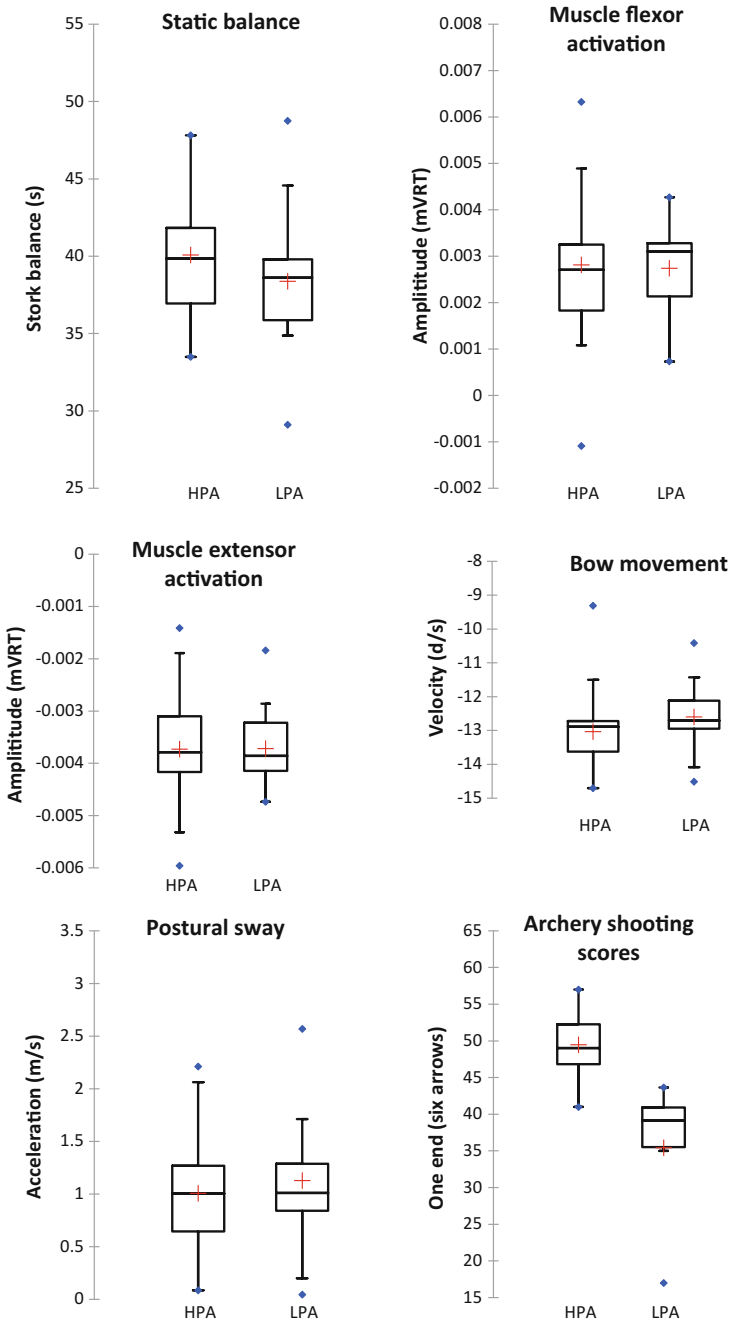 Static balance
Stork balance (s)
55
50
45
40
35
30
25
HPA
LPA
Muscle flexor
activation
Amplititude (mVRT)
0.008
0.007
0.006
0.005
0.004
0.003
0.002
0.001
0
-0.001
-0.002
HPA
LPA
Muscle extensor
activation
Amplititude (mVRT)
0
-0.001
-0.002
-0.003
-0.004
-0.005
-0.006
HPA
LPA
Bow movement
Velocity (d/s)
-8
-9
-10
-11
-12
-13
-14
-15
HPA
LPA
Postural sway
Acceleration (m/s)
3.5
3
2.5
2
1.5
1
0.5
0
HPA
LPA
Archery shooting
scores
One end (six arrows)
65
60
55
50
45
40
35
30
25
20
15
HPA
LPA